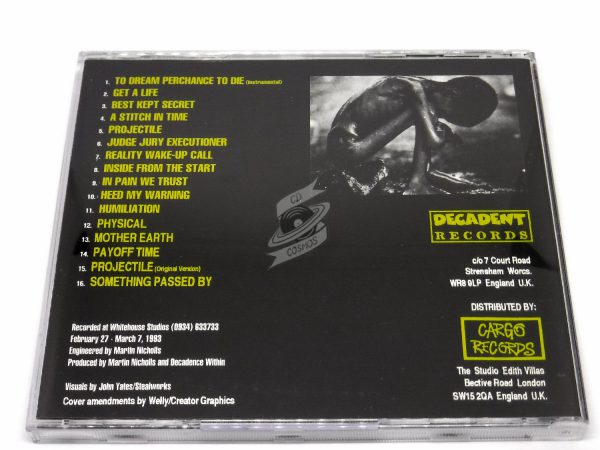 1. TO DREAM PERCHANCE TO DIE (Instrumental)
2. GET A LIFE
3. BEST KEPT SECRET
4. A STITCH IN TIME
5. PROJECTILE
6. JUDGE JURY EXECUTIONER
7. REALITY WAKE-UP CALL
8. INSIDE FROM THE START
9. IN PAIN WE TRUST
10. HEED MY WARNING
11. HUMILIATION
12. PHYSICAL
13. MOTHER EARTH
14. PAYOFF TIME
15. PROJECTILE (Original Version)
16. SOMETHING PASSED BY
CD
COSMOS
Recorded at Whitehouse Studios (0934) 633733
February 27 - March 7, 1993
Engineered by Martin Nicholls
Produced by Martin Nicholls and Decadence Within
Visuals by John Yates/Stealworks
Cover amendments by Welly/Creator Graphics
DECADENT
RECORDS
c/o 7 Court Road
Strensham Worcs.
WR8 9LP England U.K.
DISTRIBUTED BY:
CARGO
RECORDS
The Studio Edith Villas
Bective Road London
SW15 2QA England U.K.